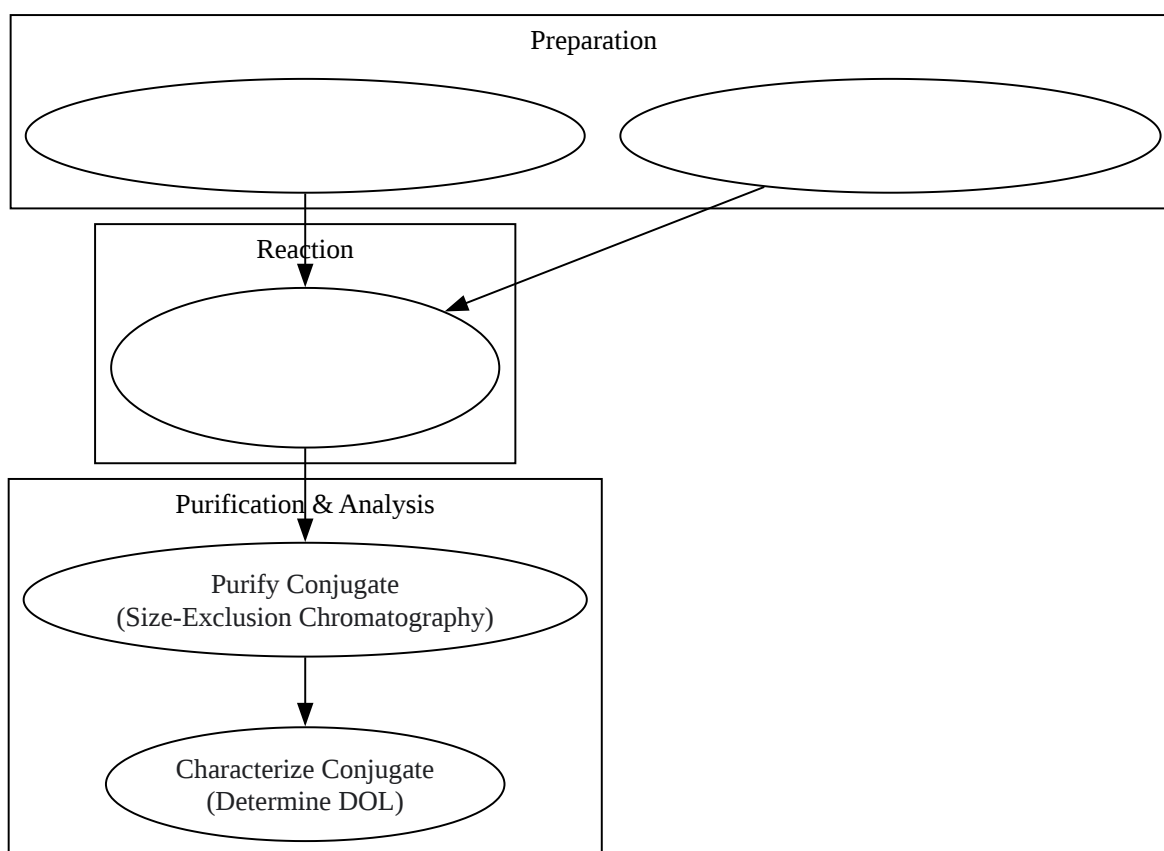 Preparation
Reaction
Purification & Analysis
Purify Conjugate
(Size-Exclusion Chromatography)
Characterize Conjugate
(Determine DOL)